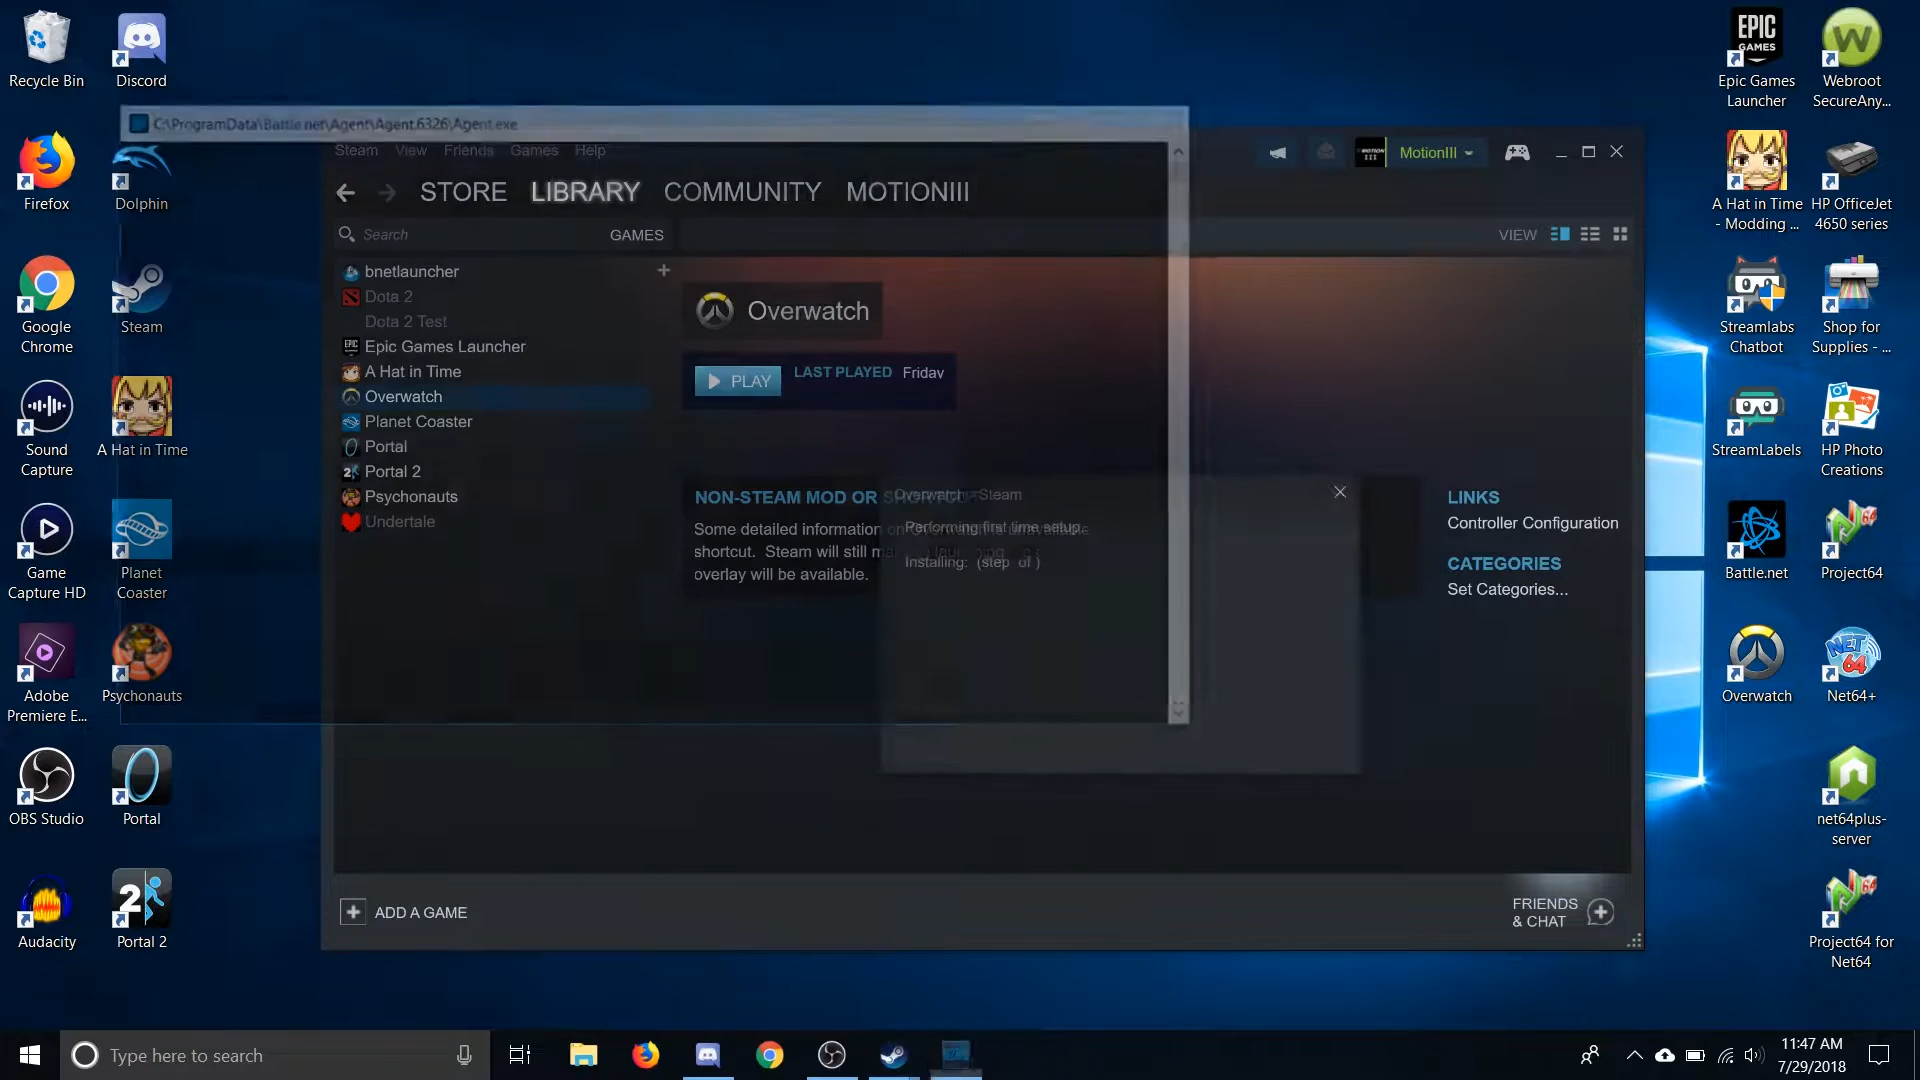 Recycle Bin
Discord
Firefox
Dolphin
Google
Chrome
Steam
Sound
Capture
A Hat in Time
Game
Capture HD
Planet
Coaster
Adobe
Premiere E...
Psychonauts
OBS Studio
Portal
Audacity
Portal 2
C:\ProgramData\Battle.net\Agent\Agent.6326\Agent.exe
Steam View Friends Games Help
MotionIII
STORE LIBRARY COMMUNITY MOTIONIII
Search
GAMES
VIEW
bnetlauncher
Dota 2
Dota 2 Test
Epic Games Launcher
A Hat in Time
Overwatch
Planet Coaster
Portal
Portal 2
Psychonauts
Undertale
Overwatch
PLAY
LAST PLAYED Friday
NON-STEAM MOD OR
Some detailed information
shortcut. Steam will still
overlay will be available.
Overwatch - Steam
Performing first time setup.
Installing: (step of )
LINKS
Controller Configuration
CATEGORIES
Set Categories...
ADD A GAME
FRIENDS
& CHAT
EPIC
GAMES
Epic Games
Launcher
Webroot
SecureAny...
A Hat in Time
- Modding ...
HP OfficeJet
4650 series
Streamlabs
Chatbot
Shop for
Supplies - ...
StreamLabels
HP Photo
Creations
Battle.net
Project64
Overwatch
NET
64
Net64+
net64plus-
server
Project64 for
Net64
Type here to search
11:47 AM
7/29/2018